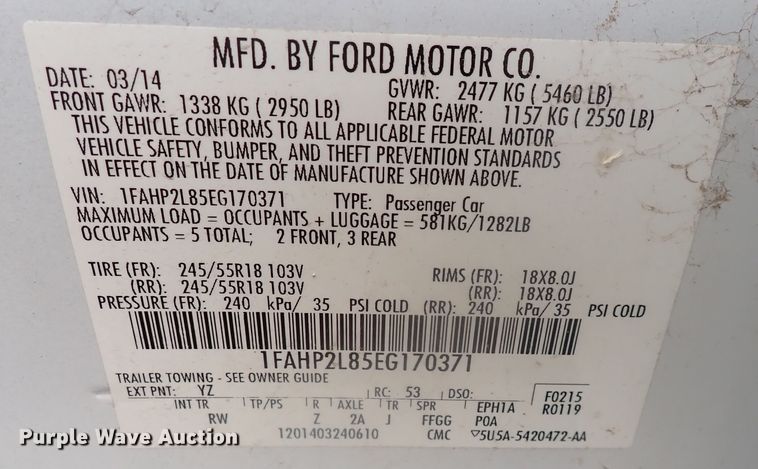 MFD. BY FORD MOTOR CO.
DATE: 03/14 GVWR: 2477 KG ( 5460 LB)
FRONT GAWR: 1338 KG ( 2950 LB) REAR GAWR: 1157 KG ( 2550 LB)
THIS VEHICLE CONFORMS TO ALL APPLICABLE FEDERAL MOTOR
VEHICLE SAFETY, BUMPER, AND THEFT PREVENTION STANDARDS
IN EFFECT ON THE DATE OF MANUFACTURE SHOWN ABOVE.
VIN: 1FAHP2L85EG170371 TYPE: Passenger Car
MAXIMUM LOAD = OCCUPANTS + LUGGAGE = 581KG/1282LB
OCCUPANTS = 5 TOTAL; 2 FRONT, 3 REAR
TIRE (FR): 245/55R18 103V RIMS (FR): 18X8.0J
(RR): 245/55R18 103V (RR): 18X8.0J
PRESSURE (FR): 240 kPa/ 35 PSI COLD (RR): 240 kPa/ 35 PSI COLD
1FAHP2L85EG170371
TRAILER TOWING - SEE OWNER GUIDE
EXT PNT: YZ RC: 53 DSO: F0215
INT TR TP/PS R AXLE TR SPR EPH1A R0119
RW Z 2A J FFGG POA
1201403240610 CMC ▽5U5A-5420472-AA
Purple Wave Auction